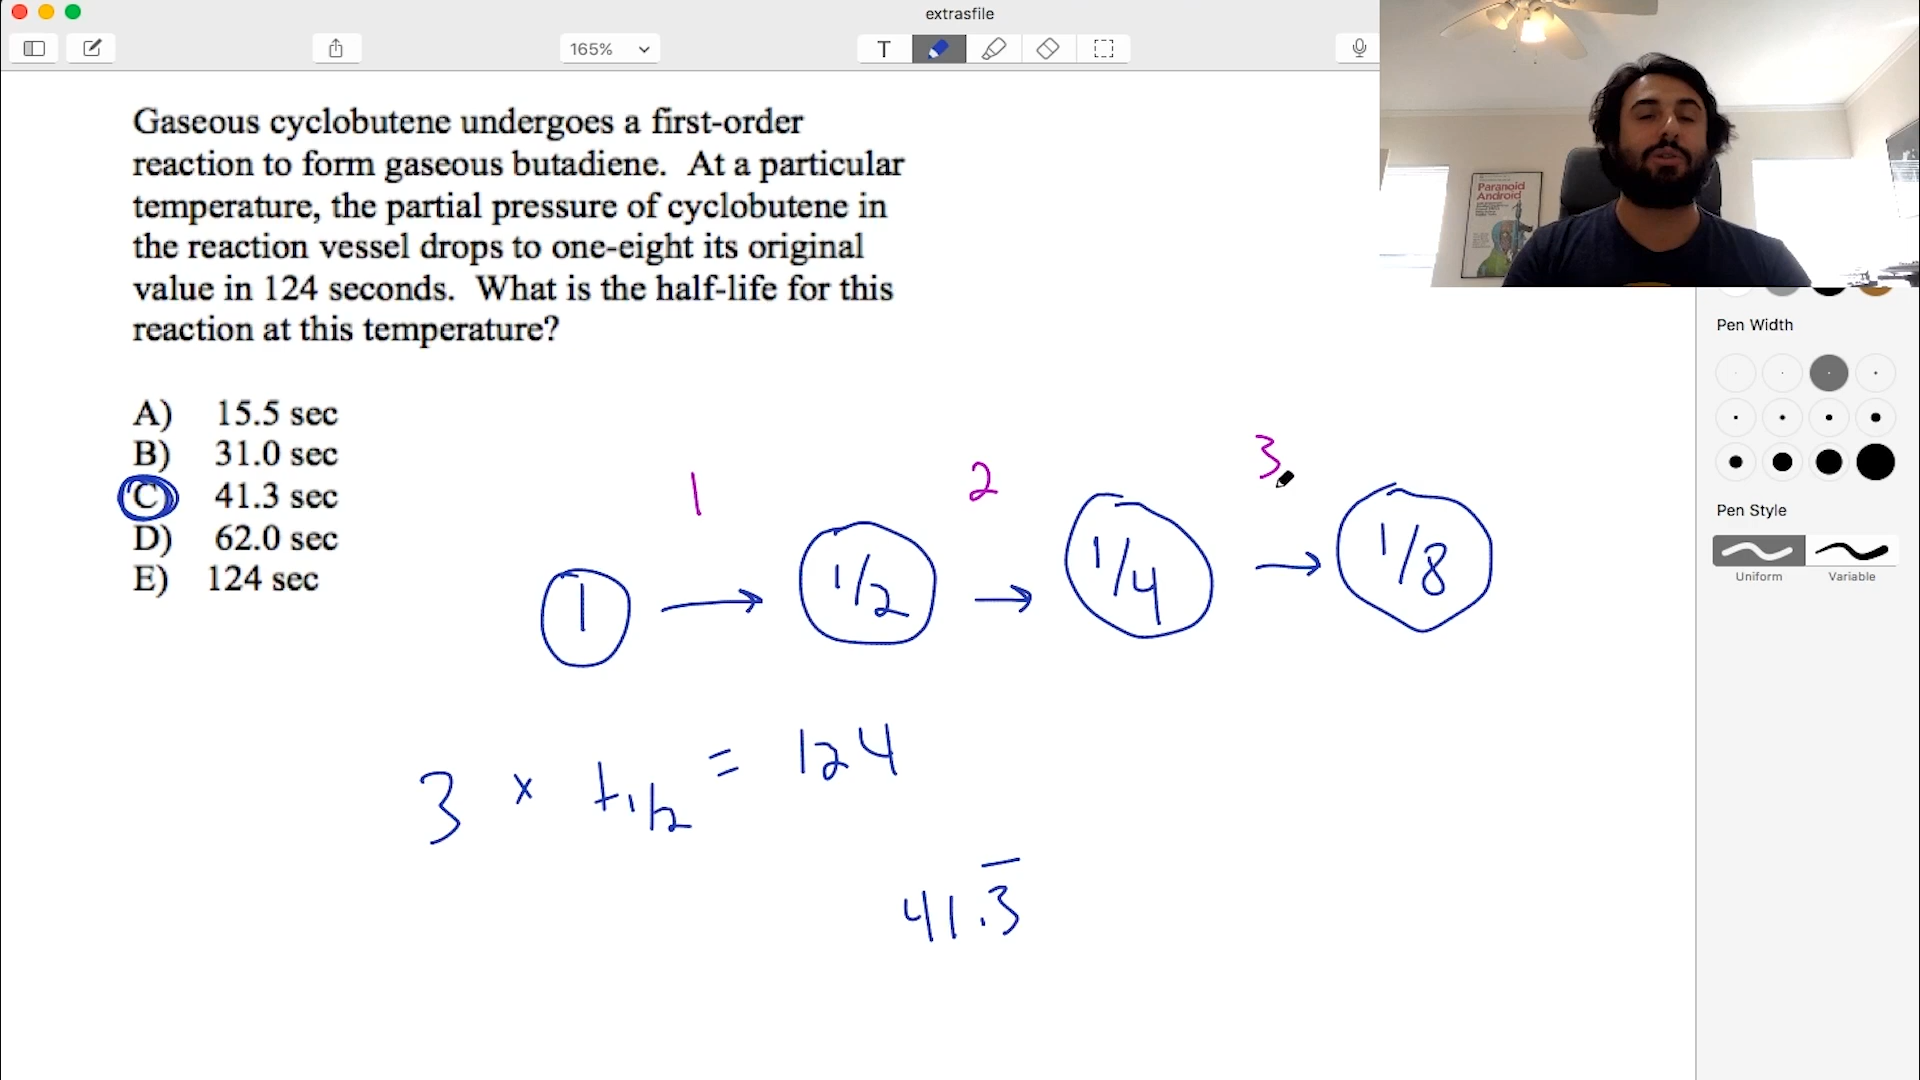 extrasfile
165%
T
Gaseous cyclobutene undergoes a first-order
reaction to form gaseous butadiene. At a particular
temperature, the partial pressure of cyclobutene in
the reaction vessel drops to one-eight its original
value in 124 seconds. What is the half-life for this
reaction at this temperature?
A) 15.5 sec
B) 31.0 sec
C) 41.3 sec
D) 62.0 sec
E) 124 sec
1 2 3
1 → 1/2 → 1/4 → 1/8
3 x t1/2 = 124
41.3̅
Paranoid
Android
Pen Width
Pen Style
Uniform Variable